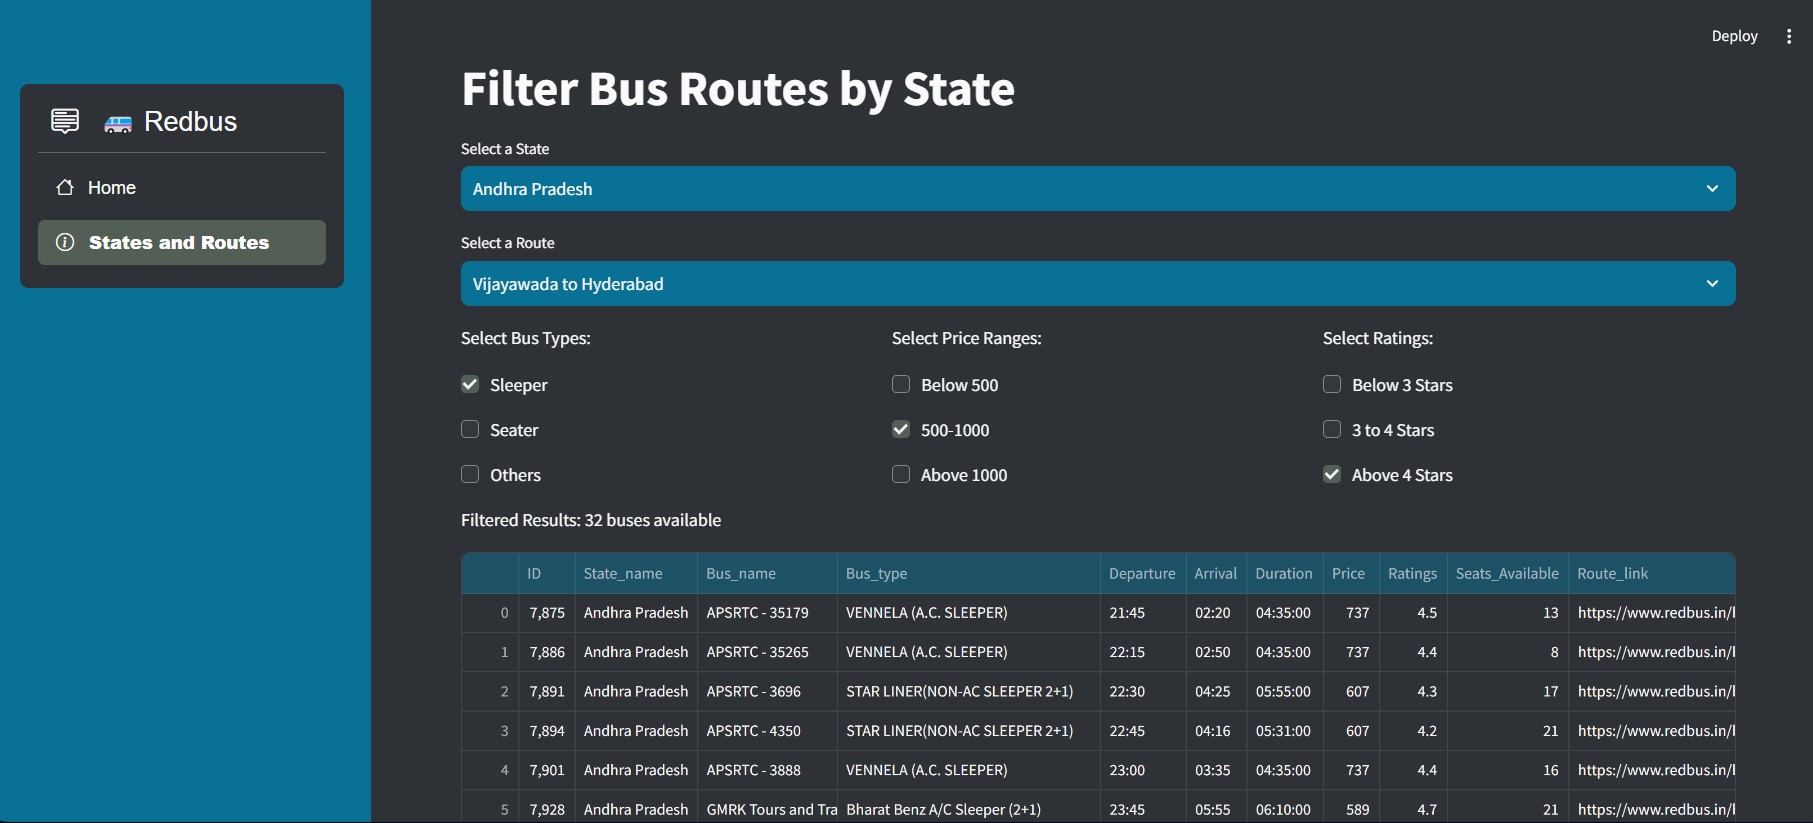 Deploy
Redbus
Home
States and Routes
Filter Bus Routes by State
Select a State
Andhra Pradesh
Select a Route
Vijayawada to Hyderabad
Select Bus Types: Select Price Ranges: Select Ratings:
Sleeper Below 500 Below 3 Stars
Seater 500-1000 3 to 4 Stars
Others Above 1000 Above 4 Stars
Filtered Results: 32 buses available
ID State_name Bus_name Bus_type Departure Arrival Duration Price Ratings Seats_Available Route_link
0 7,875 Andhra Pradesh APSRTC - 35179 VENNELA (A.C. SLEEPER) 21:45 02:20 04:35:00 737 4.5 13 https://www.redbus.in/
1 7,886 Andhra Pradesh APSRTC - 35265 VENNELA (A.C. SLEEPER) 22:15 02:50 04:35:00 737 4.4 8 https://www.redbus.in/
2 7,891 Andhra Pradesh APSRTC - 3696 STAR LINER(NON-AC SLEEPER 2+1) 22:30 04:25 05:55:00 607 4.3 17 https://www.redbus.in/
3 7,894 Andhra Pradesh APSRTC - 4350 STAR LINER(NON-AC SLEEPER 2+1) 22:45 04:16 05:31:00 607 4.2 21 https://www.redbus.in/
4 7,901 Andhra Pradesh APSRTC - 3888 VENNELA (A.C. SLEEPER) 23:00 03:35 04:35:00 737 4.4 16 https://www.redbus.in/
5 7,928 Andhra Pradesh GMRK Tours and Tra Bharat Benz A/C Sleeper (2+1) 23:45 05:55 06:10:00 589 4.7 21 https://www.redbus.in/